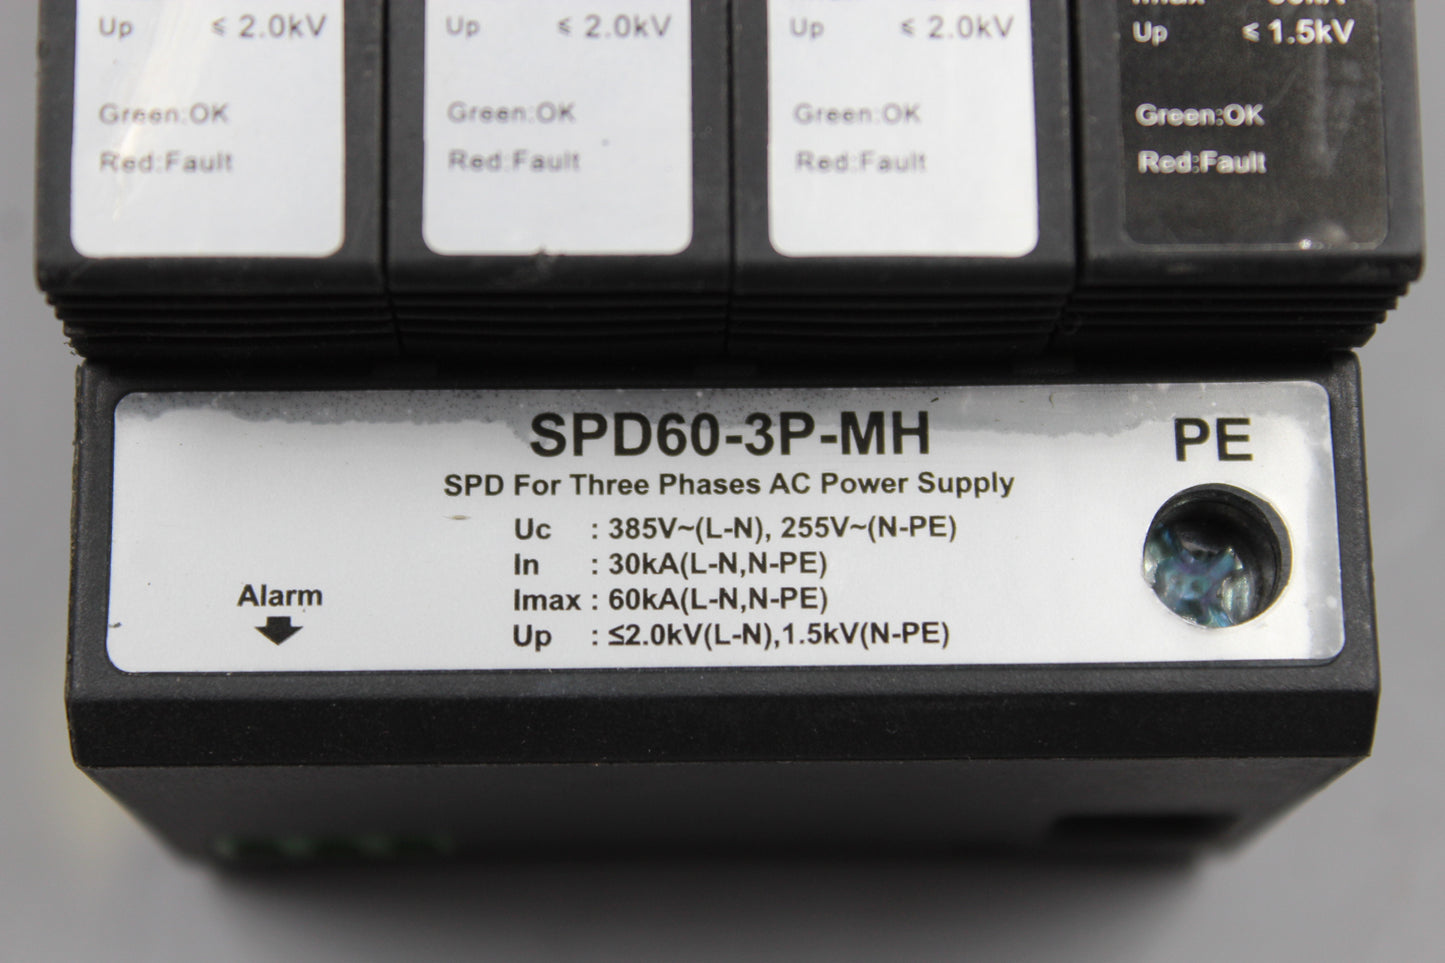 Up ≤ 2.0kV
Green:OK
Red:Fault
Up ≤ 2.0kV
Green:OK
Red:Fault
Up ≤ 2.0kV
Green:OK
Red:Fault
Up ≤ 1.5kV
Green:OK
Red:Fault
SPD60-3P-MH
SPD For Three Phases AC Power Supply
Uc : 385V~(L-N), 255V~(N-PE)
In : 30kA(L-N,N-PE)
Imax : 60kA(L-N,N-PE)
Up : ≤2.0kV(L-N),1.5kV(N-PE)
Alarm
PE